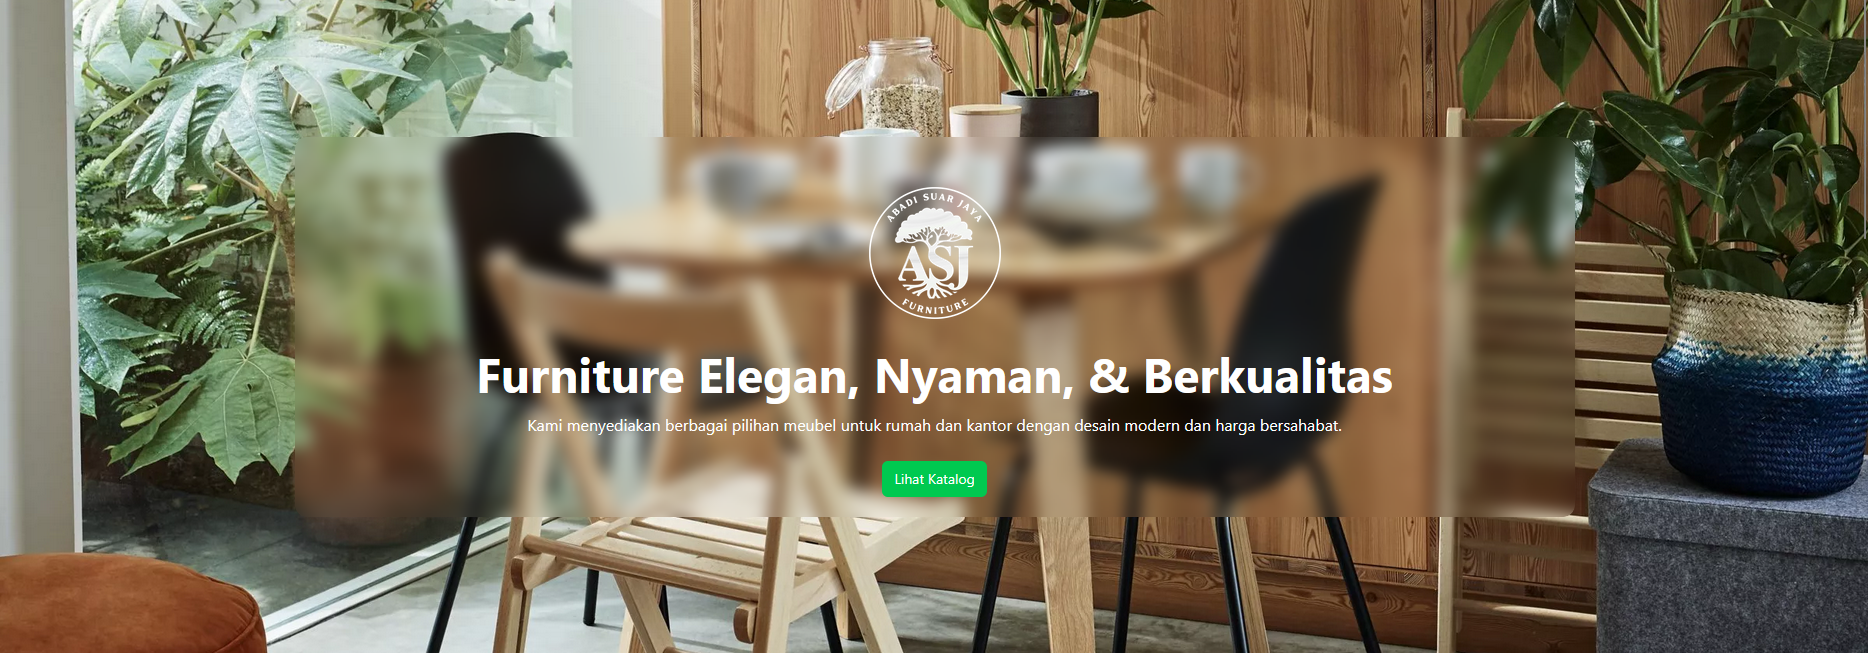 ABADI SUAR JAYA
ASJ
FURNITURE
Furniture Elegan, Nyaman, & Berkualitas
Kami menyediakan berbagai pilihan meubel untuk rumah dan kantor dengan desain modern dan harga bersahabat.
Lihat Katalog